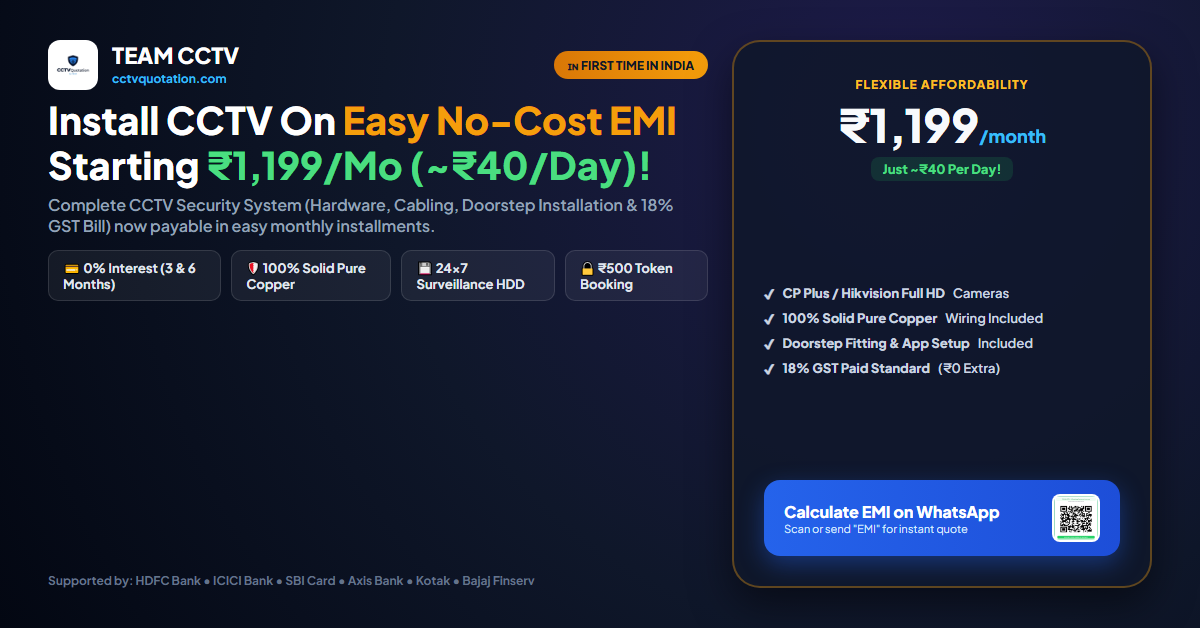 TEAM CCTV
cctvquotation.com
CCTVQuotation
IN FIRST TIME IN INDIA
Install CCTV On Easy No-Cost EMI
Starting ₹1,199/Mo (~₹40/Day)!
Complete CCTV Security System (Hardware, Cabling, Doorstep Installation & 18%
GST Bill) now payable in easy monthly installments.
💳 0% Interest (3 & 6
Months)
🛡️ 100% Solid Pure
Copper
💾 24×7
Surveillance HDD
🔒 ₹500 Token
Booking
Supported by: HDFC Bank • ICICI Bank • SBI Card • Axis Bank • Kotak • Bajaj Finserv
FLEXIBLE AFFORDABILITY
₹1,199/month
Just ~₹40 Per Day!
✔ CP Plus / Hikvision Full HD Cameras
✔ 100% Solid Pure Copper Wiring Included
✔ Doorstep Fitting & App Setup Included
✔ 18% GST Paid Standard (₹0 Extra)
Calculate EMI on WhatsApp
Scan or send "EMI" for instant quote